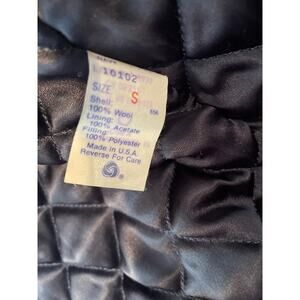 10102
SIZE S
Shell:
100% Wool
Lining:
100% Acetate
Filling:
100% Polyester
Made in U.S.A.
Reverse For Care